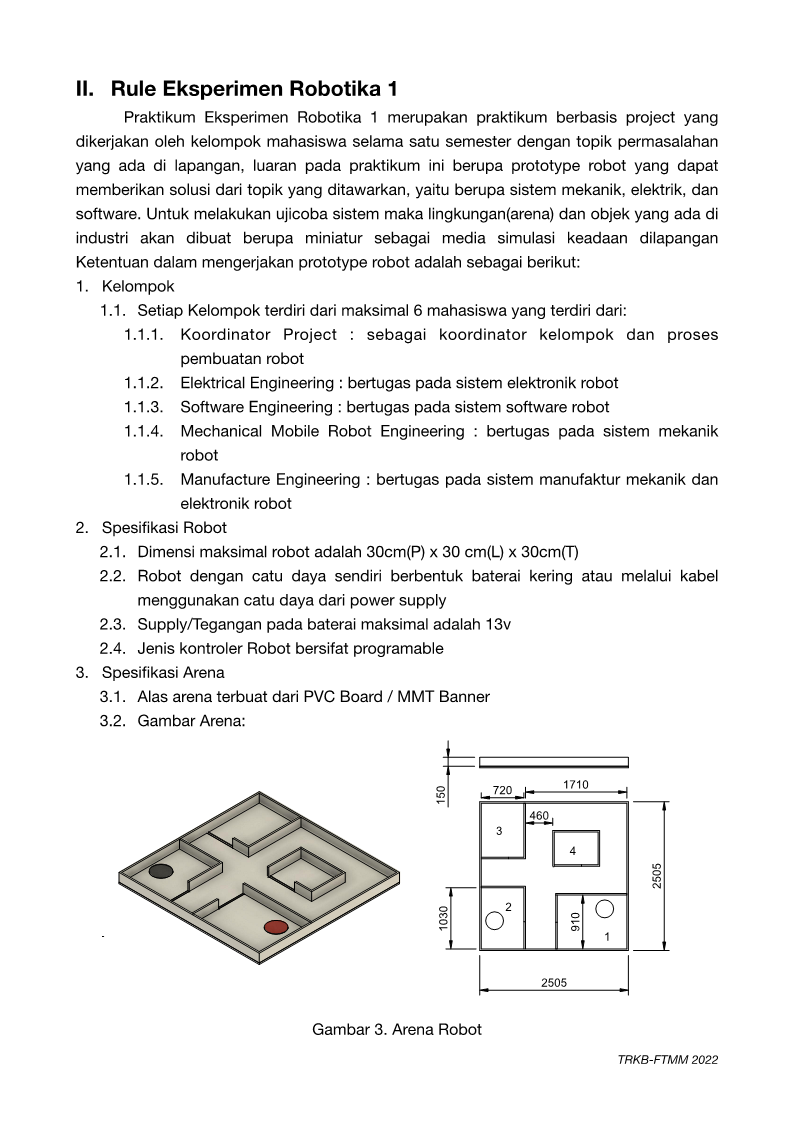 II. Rule Eksperimen Robotika 1
Praktikum Eksperimen Robotika 1 merupakan praktikum berbasis project yang
dikerjakan oleh kelompok mahasiswa selama satu semester dengan topik permasalahan
yang ada di lapangan, luaran pada praktikum ini berupa prototype robot yang dapat
memberikan solusi dari topik yang ditawarkan, yaitu berupa sistem mekanik, elektrik, dan
software. Untuk melakukan ujicoba sistem maka lingkungan(arena) dan objek yang ada di
industri akan dibuat berupa miniatur sebagai media simulasi keadaan dilapangan
Ketentuan dalam mengerjakan prototype robot adalah sebagai berikut:
1. Kelompok
1.1. Setiap Kelompok terdiri dari maksimal 6 mahasiswa yang terdiri dari:
1.1.1. Koordinator Project : sebagai koordinator kelompok dan proses
pembuatan robot
1.1.2. Elektrical Engineering : bertugas pada sistem elektronik robot
1.1.3. Software Engineering : bertugas pada sistem software robot
1.1.4. Mechanical Mobile Robot Engineering : bertugas pada sistem mekanik
robot
1.1.5. Manufacture Engineering : bertugas pada sistem manufaktur mekanik dan
elektronik robot
2. Spesifikasi Robot
2.1. Dimensi maksimal robot adalah 30cm(P) x 30 cm(L) x 30cm(T)
2.2. Robot dengan catu daya sendiri berbentuk baterai kering atau melalui kabel
menggunakan catu daya dari power supply
2.3. Supply/Tegangan pada baterai maksimal adalah 13v
2.4. Jenis kontroler Robot bersifat programable
3. Spesifikasi Arena
3.1. Alas arena terbuat dari PVC Board / MMT Banner
3.2. Gambar Arena:
150
720
1710
460
3
4
2505
1030
2
910
1
2505
Gambar 3. Arena Robot
TRKB-FTMM 2022